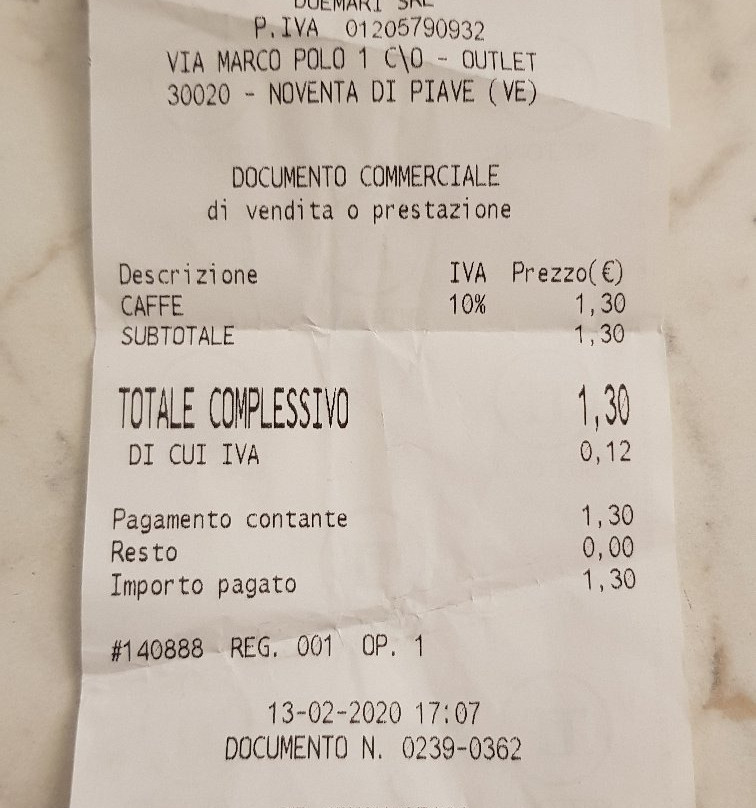 DUEMARI SRL
P.IVA 01205790932
VIA MARCO POLO 1 C\O - OUTLET
30020 - NOVENTA DI PIAVE (VE)
DOCUMENTO COMMERCIALE
di vendita o prestazione
Descrizione IVA Prezzo(€)
CAFFE 10% 1,30
SUBTOTALE 1,30
TOTALE COMPLESSIVO 1,30
DI CUI IVA 0,12
Pagamento contante 1,30
Resto 0,00
Importo pagato 1,30
#140888 REG. 001 OP. 1
13-02-2020 17:07
DOCUMENTO N. 0239-0362